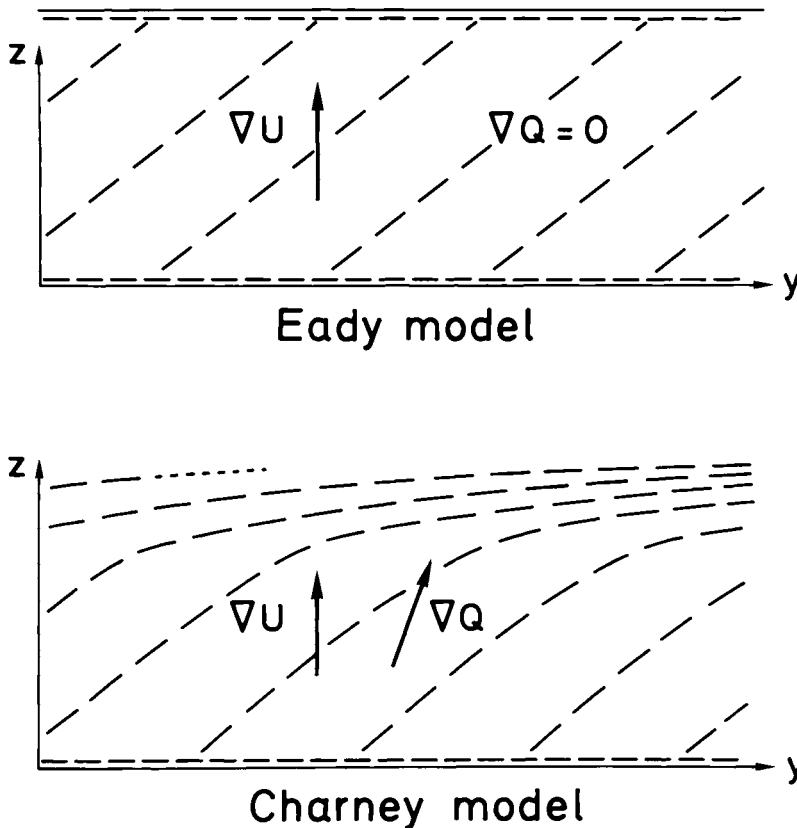 z
∇U
∇Q = 0
y
Eady model
z
∇U
∇Q
y
Charney model